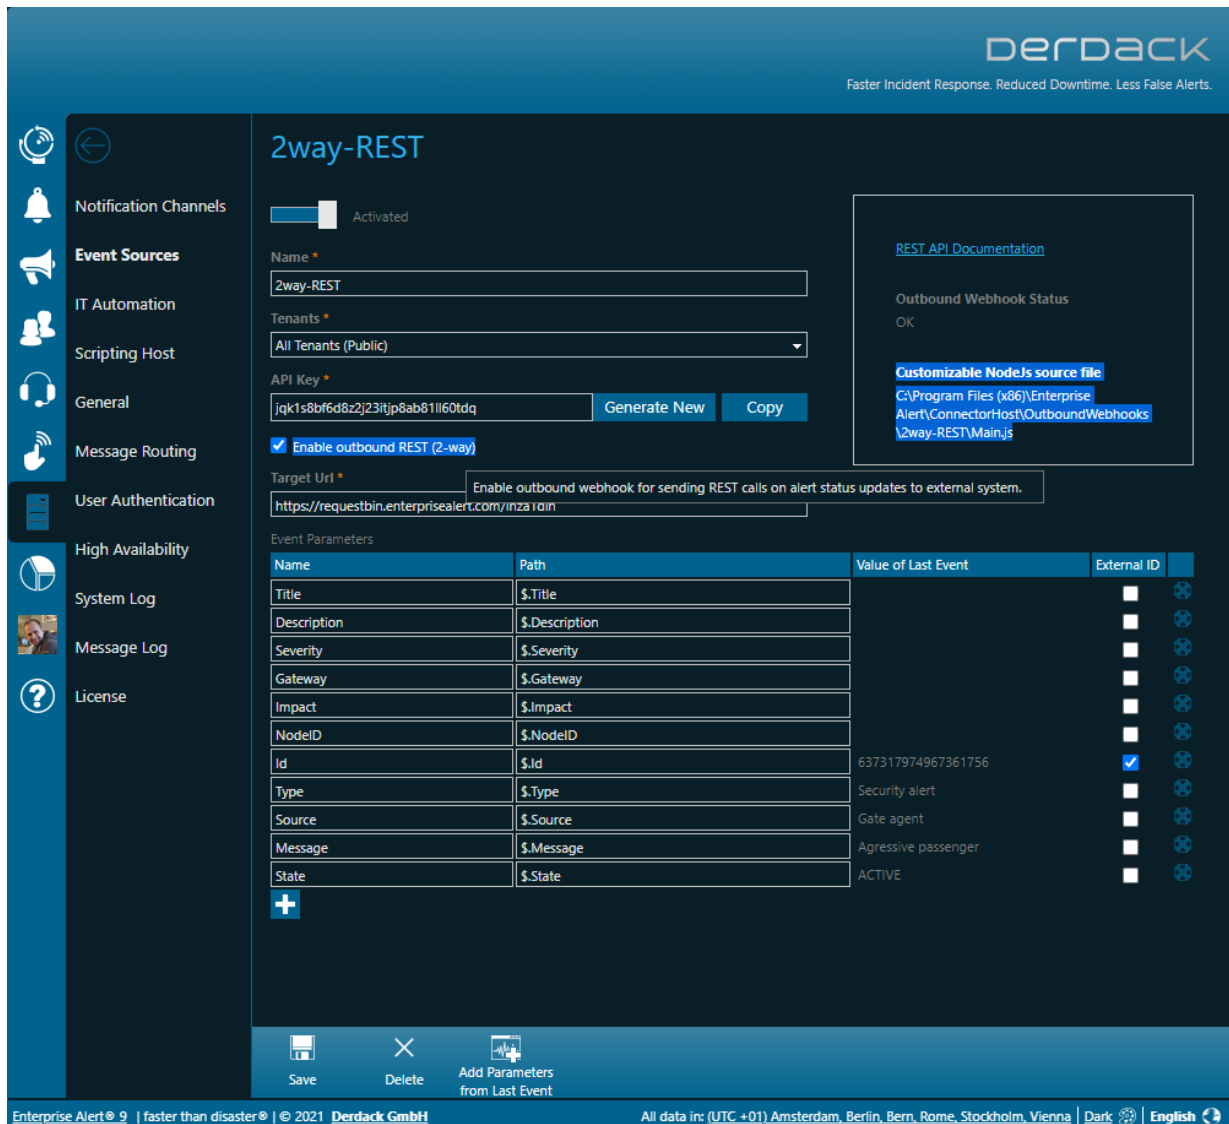 DERDACK
Faster Incident Response. Reduced Downtime. Less False Alerts.
Notification Channels
Event Sources
IT Automation
Scripting Host
General
Message Routing
User Authentication
High Availability
System Log
Message Log
License
2way-REST
Activated
Name *
2way-REST
Tenants *
All Tenants (Public)
API Key *
jqk1s8bf6d8z2j23itjp8ab81ll60tdq
Generate New
Copy
Enable outbound REST (2-way)
Target Url *
Enable outbound webhook for sending REST calls on alert status updates to external system.
https://requestbin.enterprisealert.com/
REST API Documentation
Outbound Webhook Status
OK
Customizable NodeJs source file
C:\Program Files (x86)\Enterprise
Alert\ConnectorHost\OutboundWebhooks
\2way-REST\Main.js
Event Parameters
Name Path Value of Last Event External ID
Title $.Title
Description $.Description
Severity $.Severity
Gateway $.Gateway
Impact $.Impact
NodeID $.NodeID
Id $.Id 637317974967361756
Type $.Type Security alert
Source $.Source Gate agent
Message $.Message Agressive passenger
State $.State ACTIVE
Save
Delete
Add Parameters
from Last Event
Enterprise Alert® 9 | faster than disaster® | © 2021 Derdack GmbH
All data in: (UTC +01) Amsterdam, Berlin, Bern, Rome, Stockholm, Vienna | Dark | English